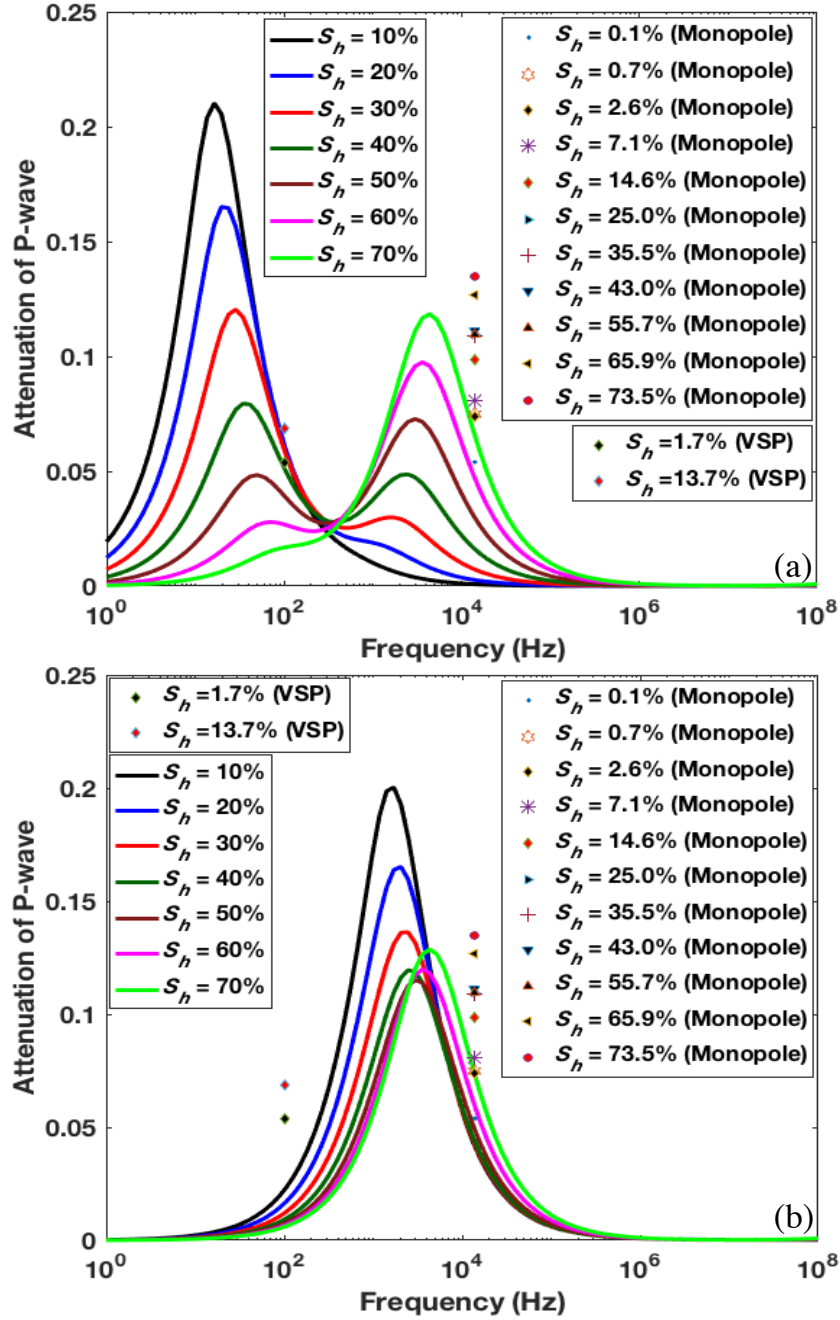 0.25
0.2
0.15
0.1
0.05
0
Attenuation of P-wave
S_h = 10%
S_h = 20%
S_h = 30%
S_h = 40%
S_h = 50%
S_h = 60%
S_h = 70%
S_h = 0.1% (Monopole)
S_h = 0.7% (Monopole)
S_h = 2.6% (Monopole)
S_h = 7.1% (Monopole)
S_h = 14.6% (Monopole)
S_h = 25.0% (Monopole)
S_h = 35.5% (Monopole)
S_h = 43.0% (Monopole)
S_h = 55.7% (Monopole)
S_h = 65.9% (Monopole)
S_h = 73.5% (Monopole)
S_h =1.7% (VSP)
S_h =13.7% (VSP)
(a)
10^0 10^2 10^4 10^6 10^8
Frequency (Hz)
0.25
0.2
0.15
0.1
0.05
0
Attenuation of P-wave
S_h =1.7% (VSP)
S_h =13.7% (VSP)
S_h = 10%
S_h = 20%
S_h = 30%
S_h = 40%
S_h = 50%
S_h = 60%
S_h = 70%
S_h = 0.1% (Monopole)
S_h = 0.7% (Monopole)
S_h = 2.6% (Monopole)
S_h = 7.1% (Monopole)
S_h = 14.6% (Monopole)
S_h = 25.0% (Monopole)
S_h = 35.5% (Monopole)
S_h = 43.0% (Monopole)
S_h = 55.7% (Monopole)
S_h = 65.9% (Monopole)
S_h = 73.5% (Monopole)
(b)
10^0 10^2 10^4 10^6 10^8
Frequency (Hz)